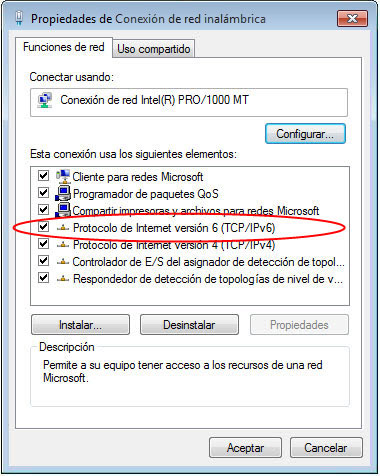 Propiedades de Conexión de red inalámbrica
Funciones de red
Uso compartido
Conectar usando:
Conexión de red Intel(R) PRO/1000 MT
Configurar...
Esta conexión usa los siguientes elementos:
Cliente para redes Microsoft
Programador de paquetes QoS
Compartir impresoras y archivos para redes Microsoft
Protocolo de Internet versión 6 (TCP/IPv6)
Protocolo de Internet versión 4 (TCP/IPv4)
Controlador de E/S del asignador de detección de topol...
Respondedor de detección de topologías de nivel de v...
Instalar...
Desinstalar
Propiedades
Descripción
Permite a su equipo tener acceso a los recursos de una red
Microsoft.
Aceptar
Cancelar